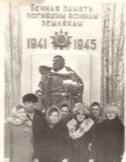 Вечная память
погибшим воинам
землякам
1941 1945